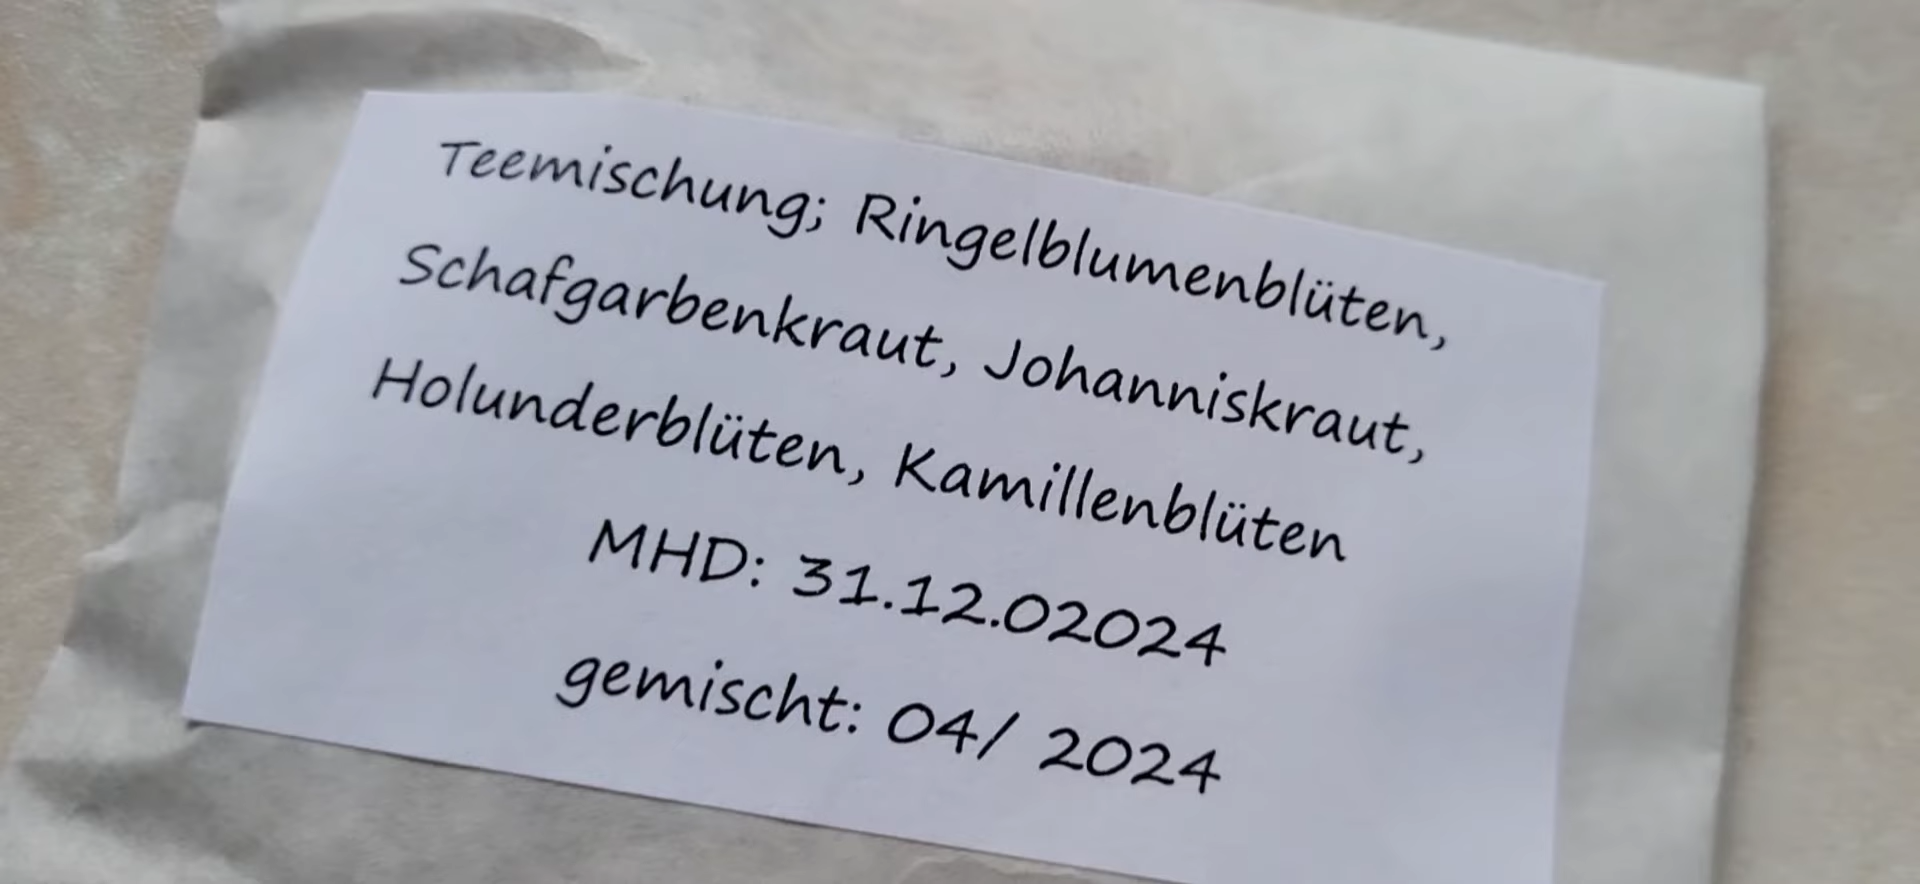 Teemischung; Ringelblumenblüten,
Schafgarbenkraut, Johanniskraut,
Holunderblüten, Kamillenblüten
MHD: 31.12.02024
gemischt: 04/ 2024